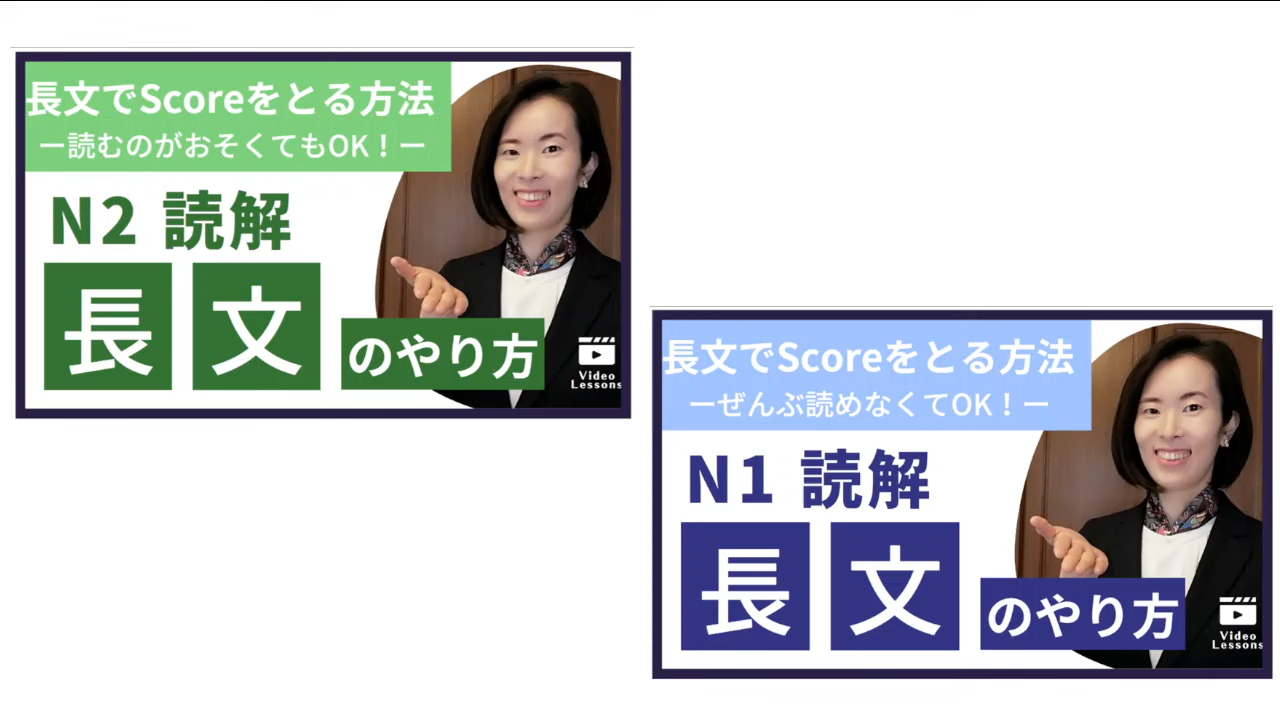 長文でScoreをとる方法
ー読むのがおそくてもOK！ー
N2 読解
長文のやり方
Video
Lessons
長文でScoreをとる方法
ーぜんぶ読めなくてOK！ー
N1 読解
長文のやり方
Video
Lessons